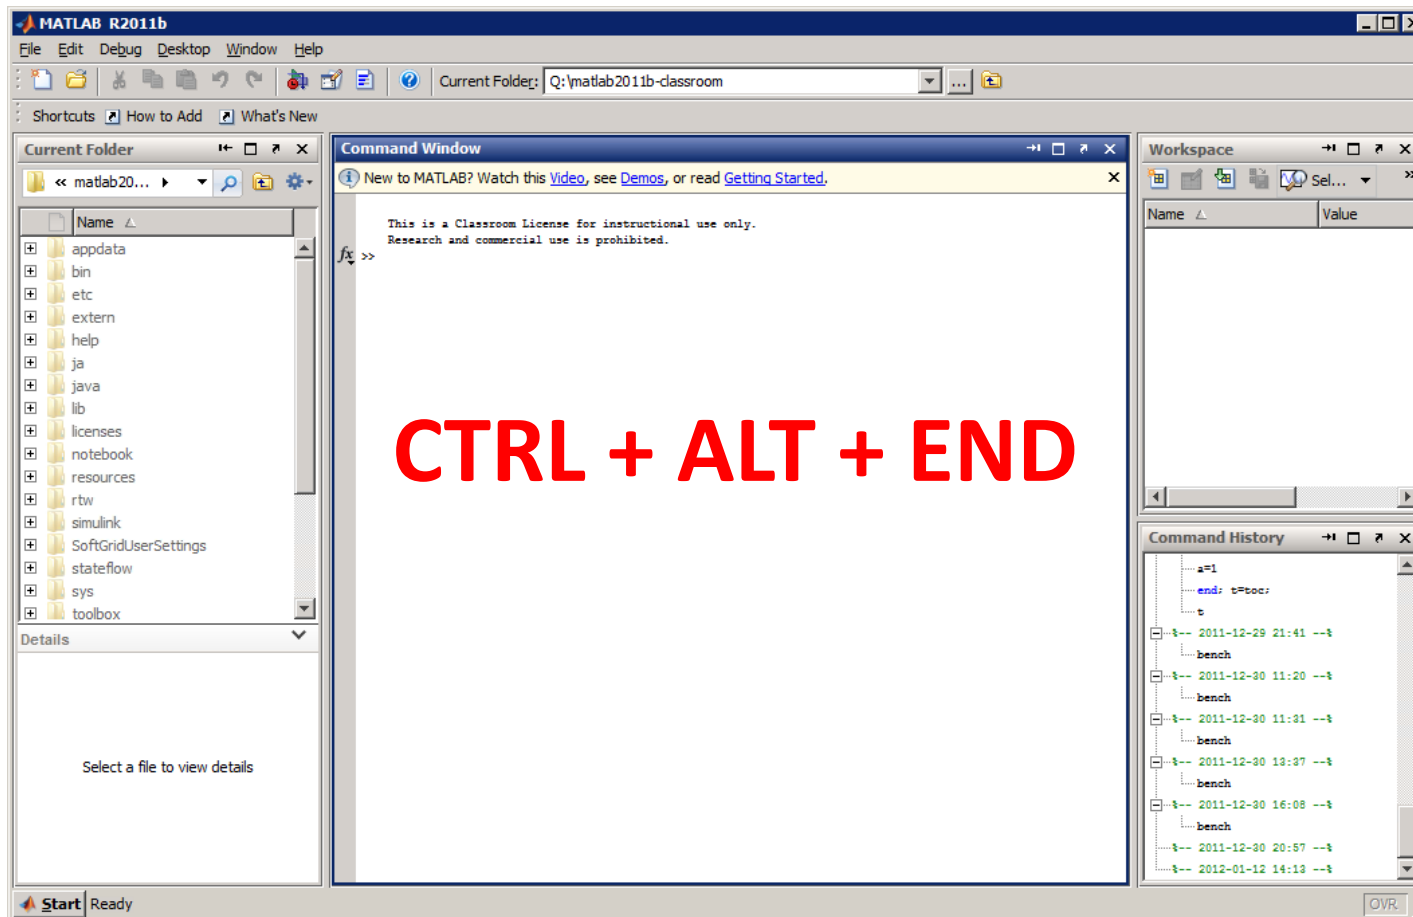 MATLAB R2011b
File Edit Debug Desktop Window Help
Current Folder: Q:\matlab2011b-classroom ...
Shortcuts How to Add What's New
Current Folder
« matlab20...
Name
appdata
bin
etc
extern
help
ja
java
lib
licenses
notebook
resources
rtw
simulink
SoftGridUserSettings
stateflow
sys
toolbox
Details
Select a file to view details
Command Window
New to MATLAB? Watch this Video, see Demos, or read Getting Started.
This is a Classroom License for instructional use only.
Research and commercial use is prohibited.
fx >>
CTRL + ALT + END
Workspace
Sel... »
Name Value
Command History
a=1
end; t=toc;
t
%-- 2011-12-29 21:41 --%
bench
%-- 2011-12-30 11:20 --%
bench
%-- 2011-12-30 11:31 --%
bench
%-- 2011-12-30 13:37 --%
bench
%-- 2011-12-30 16:08 --%
bench
%-- 2011-12-30 20:57 --%
%-- 2012-01-12 14:13 --%
Start Ready
OVR